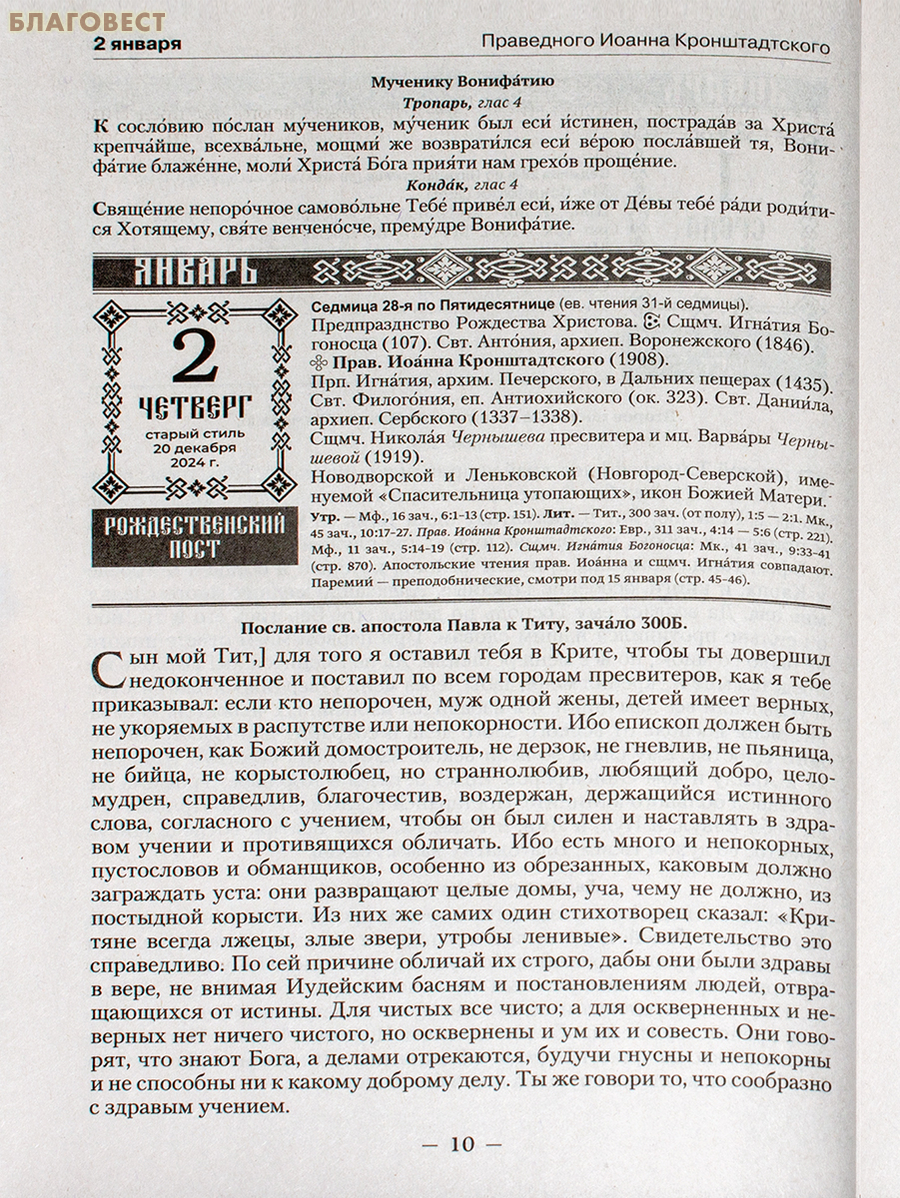 БЛАГОВЕСТ
2 января Праведного Иоанна Кронштадтского
Мученику Вонифа́тию
Тропарь, глас 4
К сосло́вию по́слан му́чеников, му́ченик был еси́ и́стинен, пострада́в за Христа́
крепча́йше, всехва́льне, мощми́ же возврати́лся еси́ ве́рою посла́вшей тя, Вони-
фа́тие блаже́нне, моли́ Христа́ Бо́га прия́ти нам грехо́в проще́ние.
Конда́к, глас 4
Свяще́ние непоро́чное самово́льне Тебе́ приве́л еси́, и́же от Де́вы тебе́ ра́ди роди́ти-
ся Хотя́щему, свя́те венчено́сче, прему́дре Вонифа́тие.
ЯНВАРЬ
2
ЧЕТВЕРГ
старый стиль
20 декабря
2024 г.
РОЖДЕСТВЕНСКИЙ
ПОСТ
Седмица 28-я по Пятидесятнице (ев. чтения 31-й седмицы).
Предпразднство Рождества Христова. Сщмч. Игна́тия Бо-
гоносца (107). Свт. Анто́ния, архиеп. Воронежского (1846).
Прав. Иоа́нна Кронштадтского (1908).
Прп. Игна́тия, архим. Печерского, в Дальних пещерах (1435).
Свт. Филого́ния, еп. Антиохийского (ок. 323). Свт. Дании́ла,
архиеп. Сербского (1337–1338).
Сщмч. Никола́я Чернышева пресвитера и мц. Варва́ры Черны-
шевой (1919).
Новодворской и Леньковской (Новгород-Северской), име-
нуемой «Спасительница утопающих», икон Божией Матери.
Утр. — Мф., 16 зач., 6:1-13 (стр. 151). Лит. — Тит., 300 зач. (от полу), 1:5 — 2:1. Мк.,
45 зач., 10:17–27. Прав. Иоа́нна Кронштадтского: Евр., 311 зач., 4:14 — 5:6 (стр. 221).
Мф., 11 зач., 5:14-19 (стр. 112). Сщмч. Игна́тия Богоносца: Мк., 41 зач., 9:33-41
(стр. 870). Апостольские чтения прав. Иоа́нна и сщмч. Игна́тия совпадают.
Паремий — преподобнические, смотри под 15 января (стр. 45-46).
Послание св. апостола Павла к Титу, зача́ло 300Б.
Сын мой Тит,] для того я оставил тебя в Крите, чтобы ты довершил
недоконченное и поставил по всем городам пресвитеров, как я тебе
приказывал: если кто непорочен, муж одной жены, детей имеет верных,
не укоряемых в распутстве или непокорности. Ибо епископ должен быть
непорочен, как Божий домостроитель, не дерзок, не гневлив, не пьяница,
не бийца, не корыстолюбец, но страннолюбив, любящий добро, цело-
мудрен, справедлив, благочестив, воздержан, держащийся истинного
слова, согласного с учением, чтобы он был силен и наставлять в здра-
вом учении и противящихся обличать. Ибо есть много и непокорных,
пустословов и обманщиков, особенно из обрезанных, каковым должно
заграждать уста: они развращают целые домы, уча, чему не должно, из
постыдной корысти. Из них же самих один стихотворец сказал: «Кри-
тяне всегда лжецы, злые звери, утробы ленивые». Свидетельство это
справедливо. По сей причине обличай их строго, дабы они были здравы
в вере, не внимая Иудейским басням и постановлениям людей, отвра-
щающихся от истины. Для чистых все чисто; а для оскверненных и не-
верных нет ничего чистого, но осквернены и ум их и совесть. Они гово-
рят, что знают Бога, а делами отрекаются, будучи гнусны и непокорны
и не способны ни к какому доброму делу. Ты же говори то, что сообразно
с здравым учением.
— 10 —